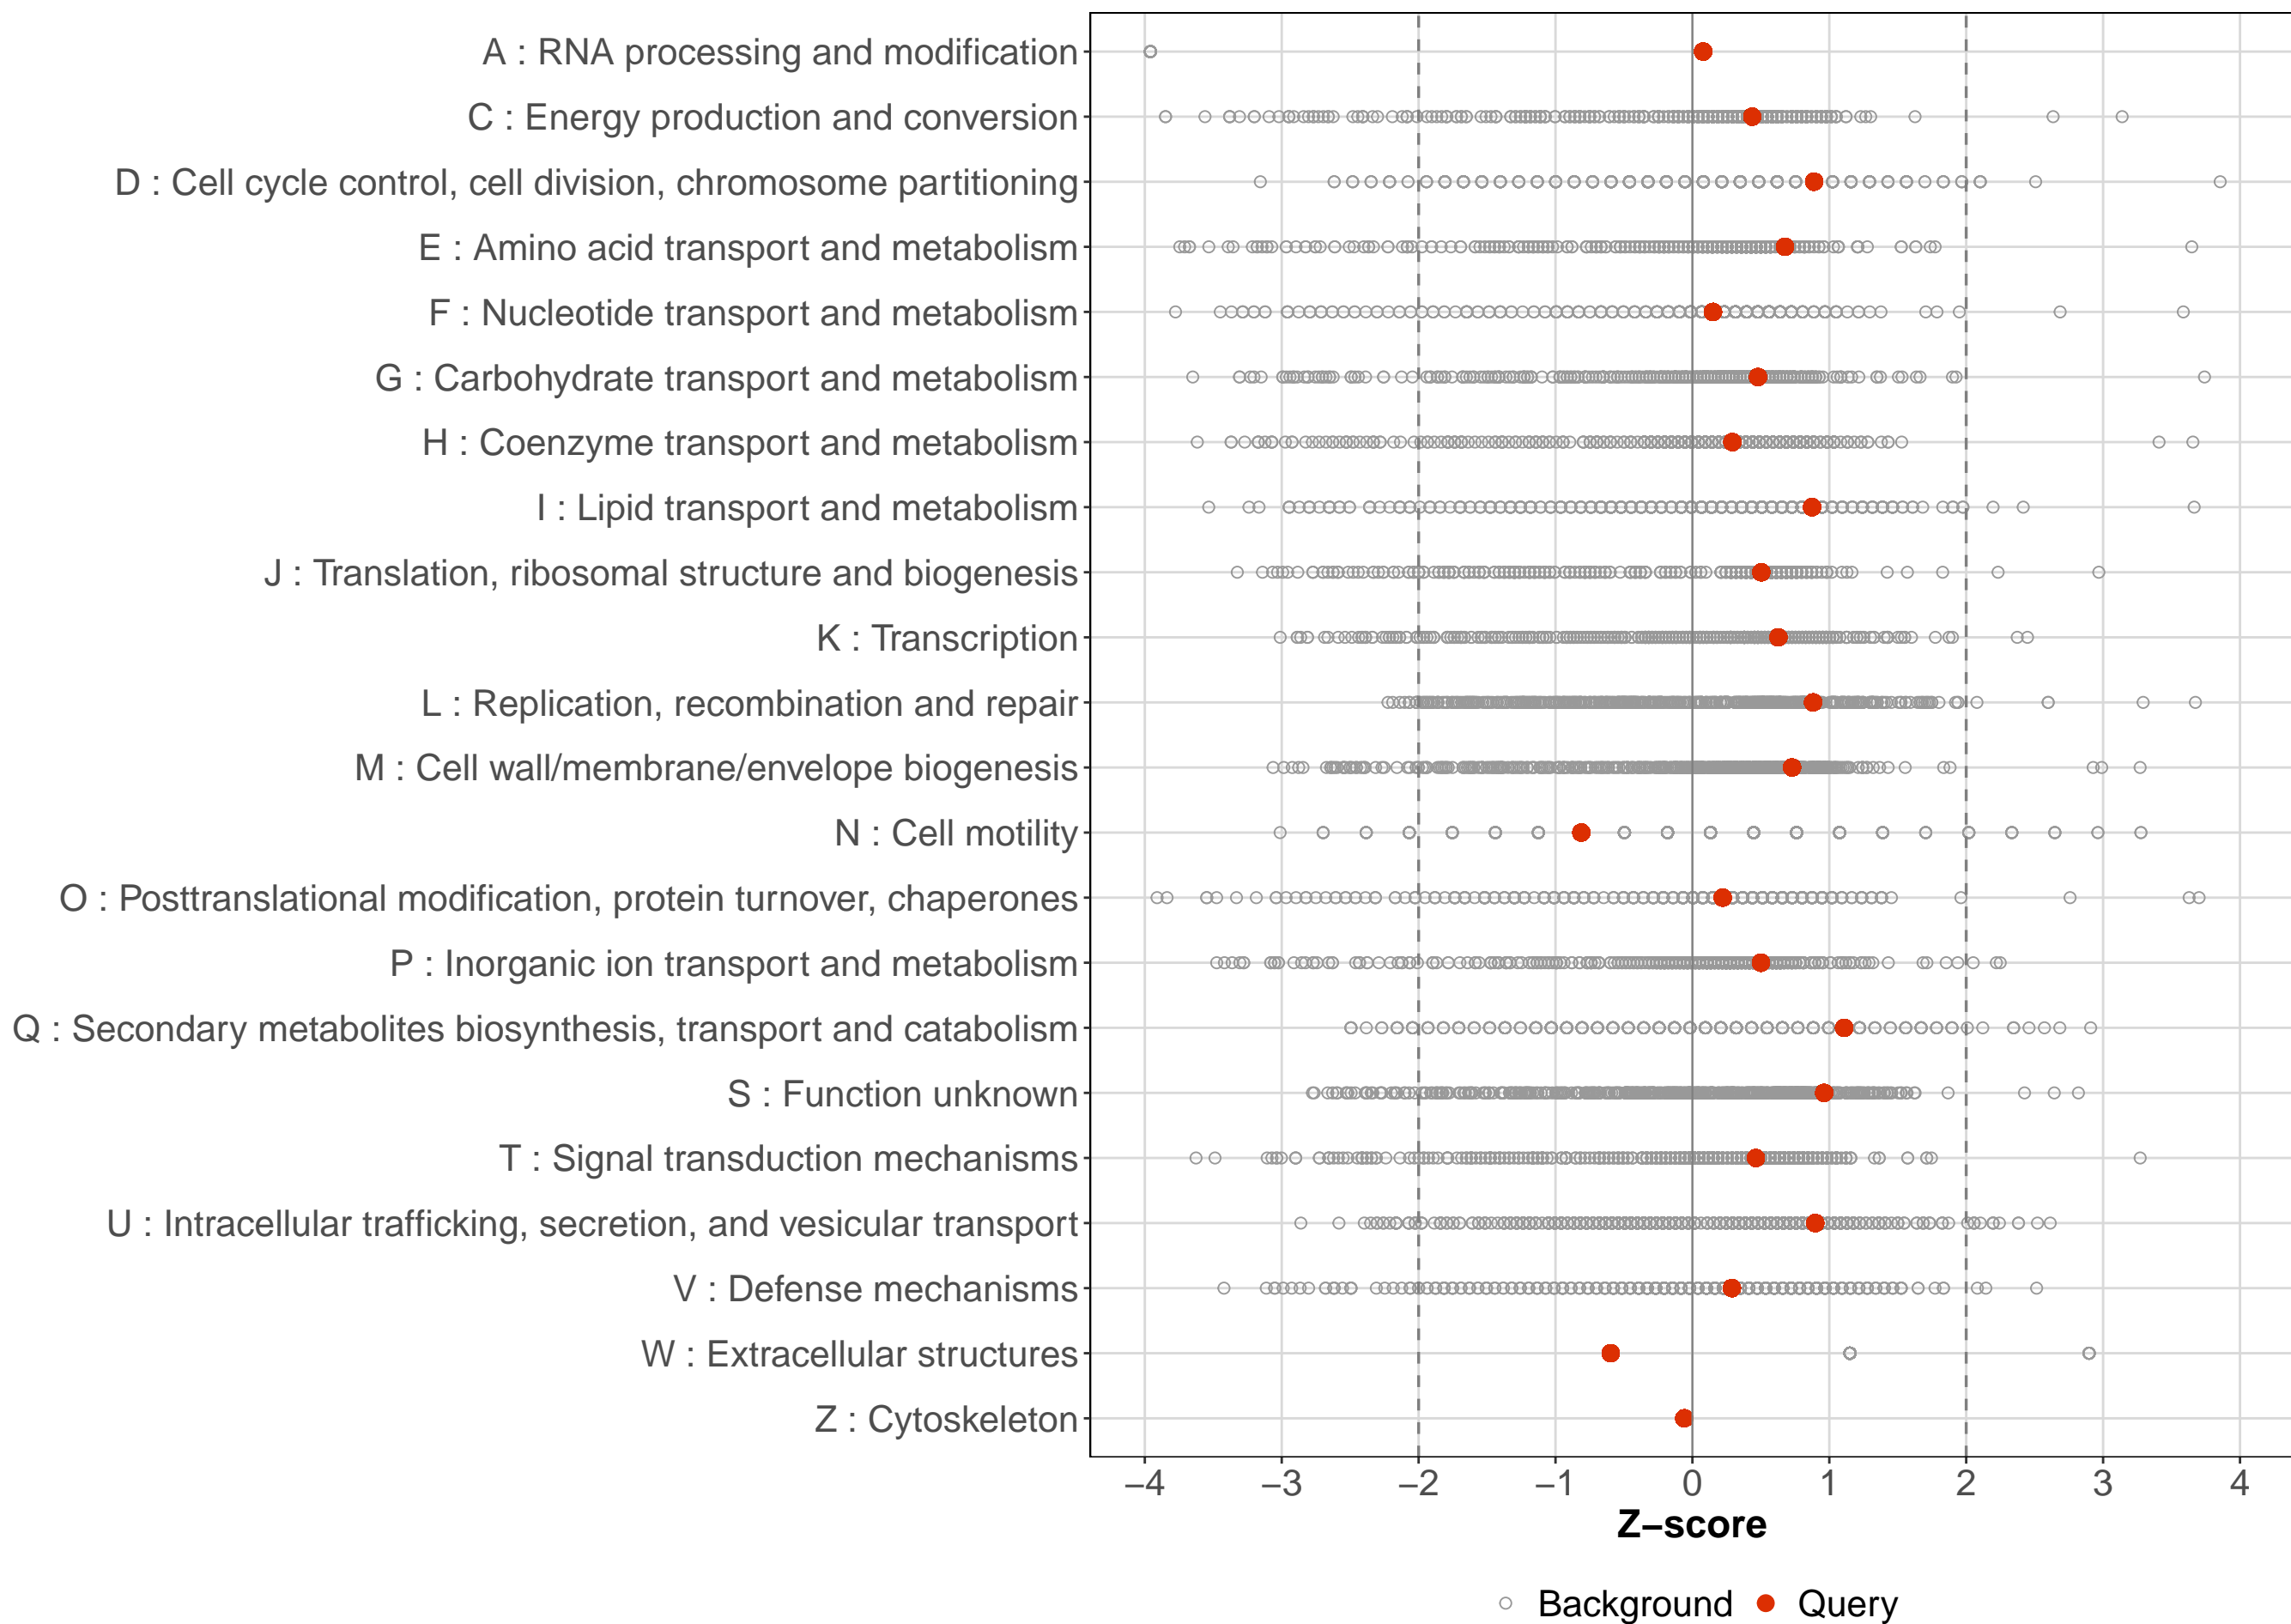 A : RNA processing and modification
C : Energy production and conversion
D : Cell cycle control, cell division, chromosome partitioning
E : Amino acid transport and metabolism
F : Nucleotide transport and metabolism
G : Carbohydrate transport and metabolism
H : Coenzyme transport and metabolism
I : Lipid transport and metabolism
J : Translation, ribosomal structure and biogenesis
K : Transcription
L : Replication, recombination and repair
M : Cell wall/membrane/envelope biogenesis
N : Cell motility
O : Posttranslational modification, protein turnover, chaperones
P : Inorganic ion transport and metabolism
Q : Secondary metabolites biosynthesis, transport and catabolism
S : Function unknown
T : Signal transduction mechanisms
U : Intracellular trafficking, secretion, and vesicular transport
V : Defense mechanisms
W : Extracellular structures
Z : Cytoskeleton
−4 −3 −2 −1 0 1 2 3 4
Z−score
Background Query